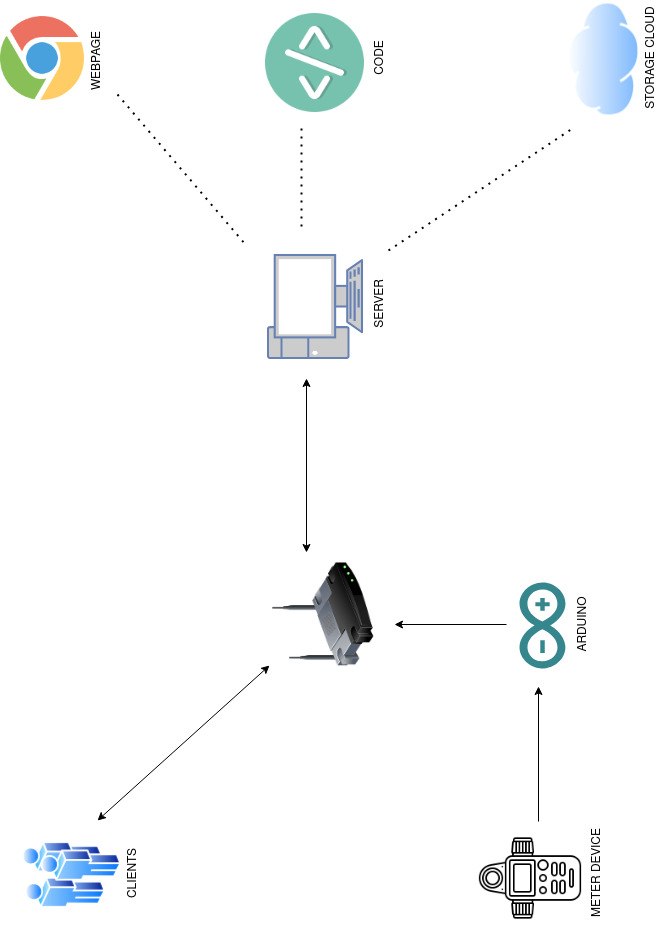 CLIENTS
WEBPAGE
SERVER
CODE
METER DEVICE
ARDUINO
STORAGE CLOUD